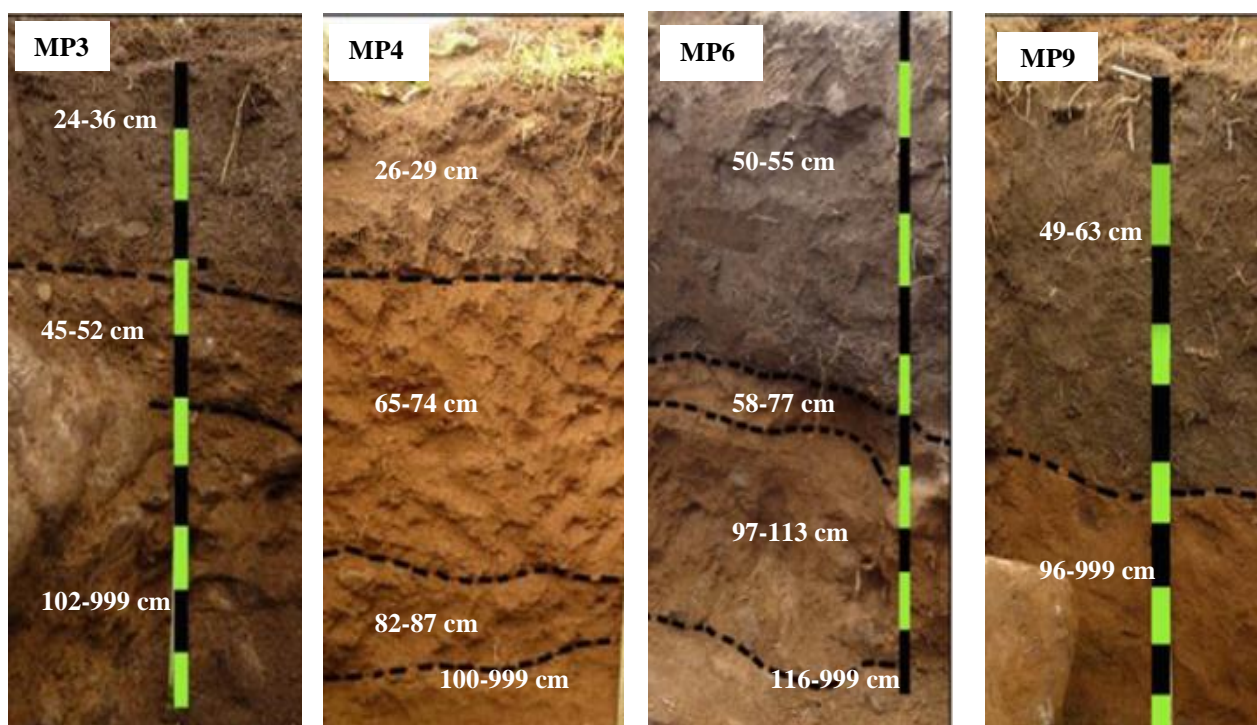 MP3
24-36 cm
45-52 cm
102-999 cm
MP4
26-29 cm
65-74 cm
82-87 cm
100-999 cm
MP6
50-55 cm
58-77 cm
97-113 cm
116-999 cm
MP9
49-63 cm
96-999 cm